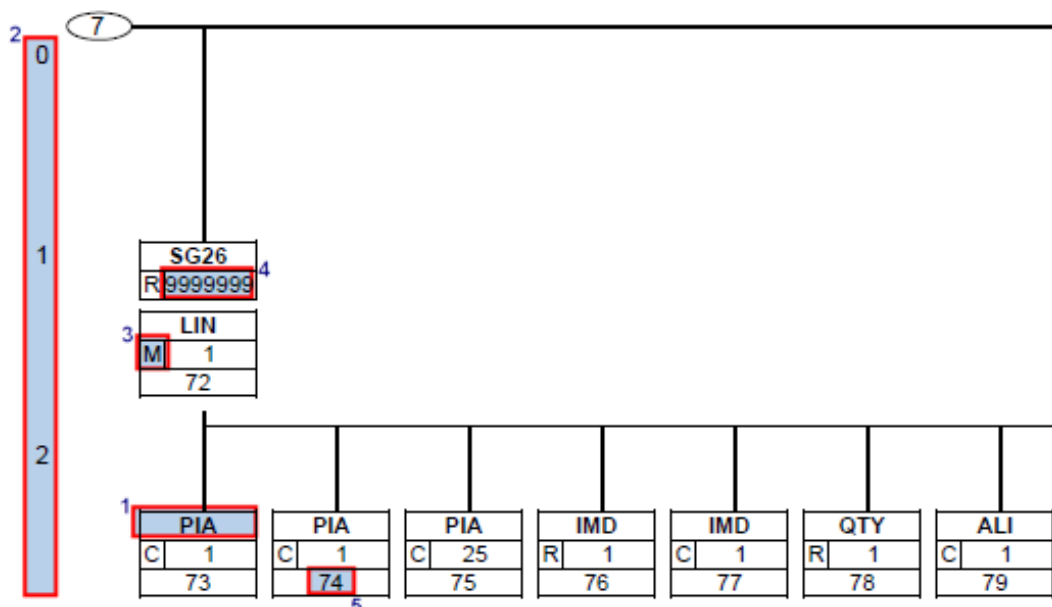 2 0 7
1
SG26
R 9999999 4
LIN
3 M 1
72
2
1 PIA PIA PIA IMD IMD QTY ALI
C 1 C 1 C 25 R 1 C 1 R 1 C 1
73 74 75 76 77 78 79
5